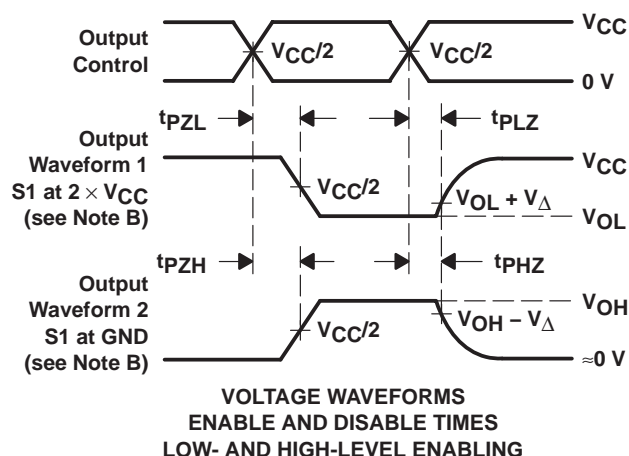 Output
Control
VCC/2
VCC/2
VCC
0 V
tPZL
tPLZ
Output
Waveform 1
S1 at 2 × VCC
(see Note B)
VCC/2
VCC
VOL + VΔ
VOL
tPZH
tPHZ
Output
Waveform 2
S1 at GND
(see Note B)
VCC/2
VOH
VOH − VΔ
≈0 V
VOLTAGE WAVEFORMS
ENABLE AND DISABLE TIMES
LOW- AND HIGH-LEVEL ENABLING